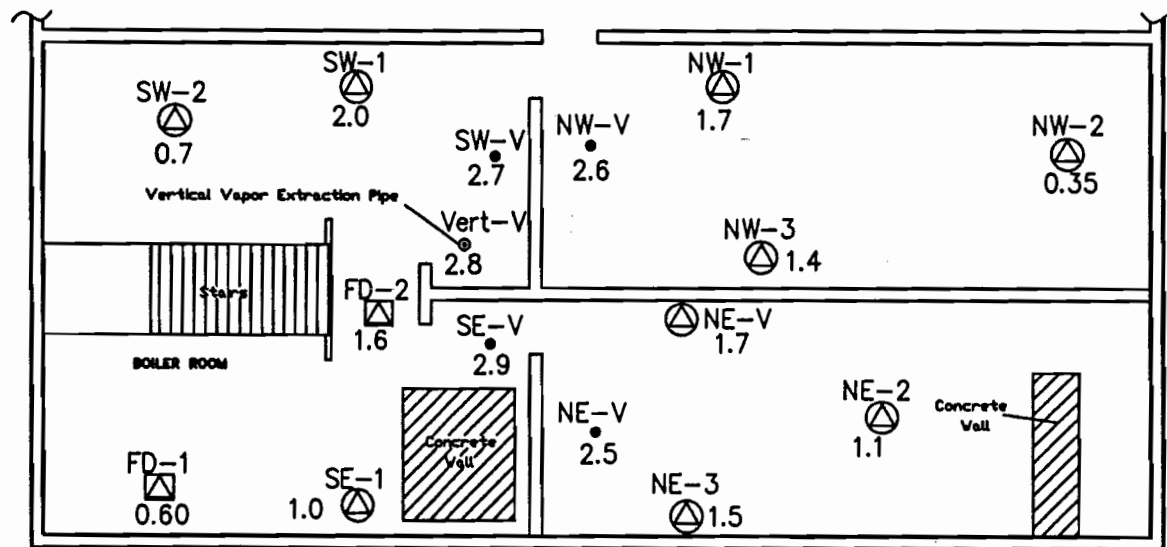 SW-1
NW-1
SW-2
2.0
1.7
0.7
SW-V
NW-V
NW-2
2.7
2.6
0.35
Vertical Vapor Extraction Pipe
Vert-V
2.8
NW-3
1.4
Stairs
FD-2
1.6
SE-V
2.9
NE-V
1.7
BOILER ROOM
NE-2
1.1
Concrete
Wall
NE-V
2.5
Concrete
Wall
FD-1
0.60
SE-1
1.0
NE-3
1.5